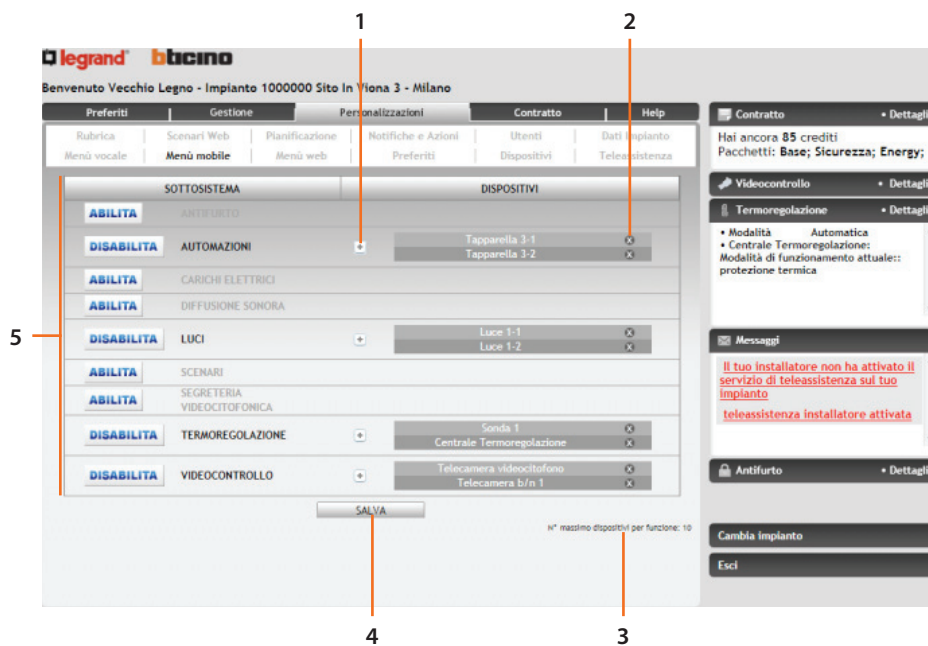 1 2
legrand bticino
Benvenuto Vecchio Legno - Impianto 1000000 Sito In Viona 3 - Milano
Preferiti Gestione Personalizzazioni Contratto Help
Rubrica Scenari Web Pianificazione Notifiche e Azioni Utenti Dati Impianto
Menù vocale Menù mobile Menù web Preferiti Dispositivi Teleassistenza
SOTTOSISTEMA DISPOSITIVI
ABILITA ANTIFURTO
DISABILITA AUTOMAZIONI + Tapparella 3-1
Tapparella 3-2
ABILITA CARICHI ELETTRICI
ABILITA DIFFUSIONE SONORA
5
DISABILITA LUCI + Luce 1-1
Luce 1-2
ABILITA SCENARI
ABILITA SEGRETERIA
VIDEOCITOFONICA
DISABILITA TERMOREGOLAZIONE + Sonda 1
Centrale Termoregolazione
DISABILITA VIDEOCONTROLLO + Telecamera videocitofono
Telecamera b/n 1
SALVA
N° massimo dispositivi per funzione: 10
4 3
Contratto • Dettagli
Hai ancora 85 crediti
Pacchetti: Base; Sicurezza; Energy;
Videocontrollo • Dettagli
Termoregolazione • Dettagli
• Modalità Automatica
• Centrale Termoregolazione:
Modalità di funzionamento attuale::
protezione termica
Messaggi
Il tuo installatore non ha attivato il
servizio di teleassistenza sul tuo
impianto
teleassistenza installatore attivata
Antifurto • Dettagli
Cambia impianto
Esci